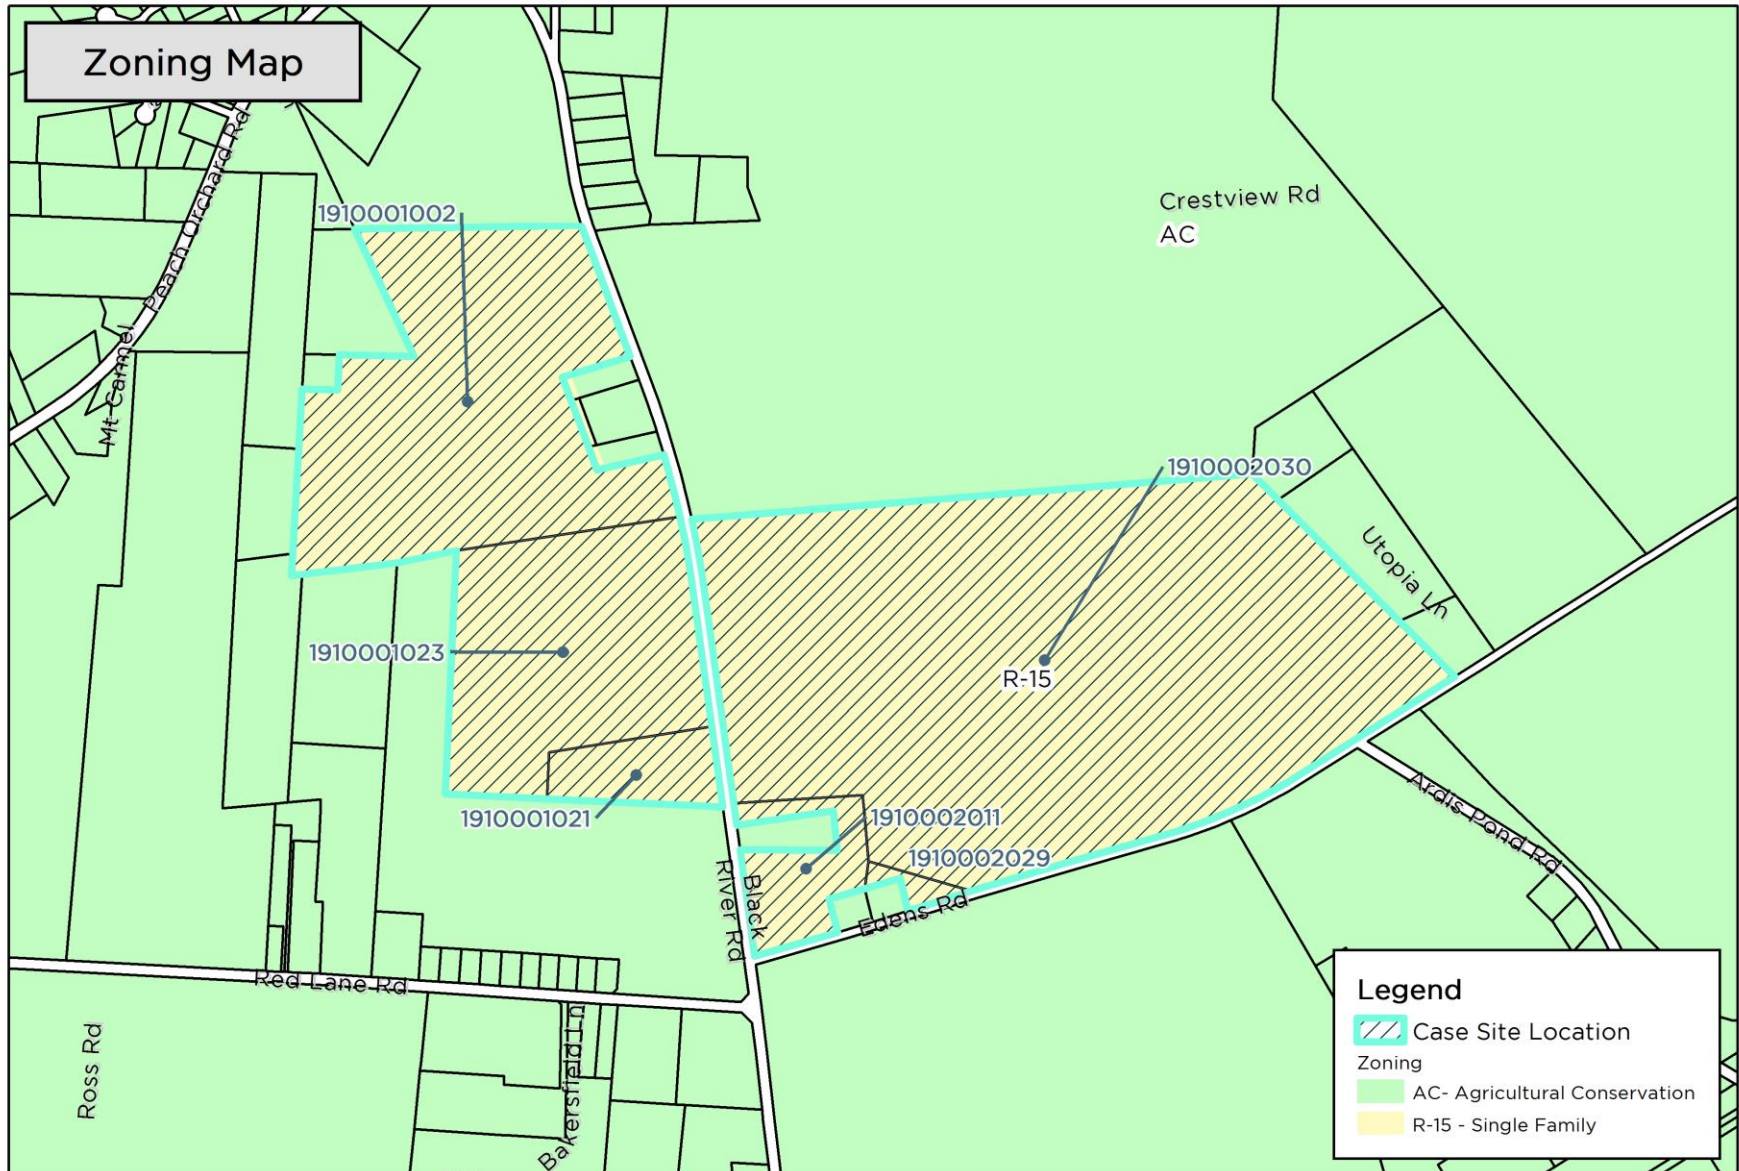 Zoning Map
Peach Orchard Rd
1910001002
Crestview Rd
AC
Mt Carmel
1910002030
Utopia Ln
1910001023
R-15
1910001021
1910002011
1910002029
Ardis Pond Rd
Black
River Rd
Edens Rd
Red Lane Rd
Ross Rd
Bakersfield Ln
Legend
Case Site Location
Zoning
AC- Agricultural Conservation
R-15 - Single Family